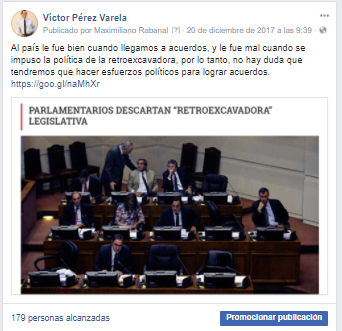 Víctor Pérez Varela
Publicado por Maximiliano Rabanal [?] · 20 de diciembre de 2017 a las 9:39 ·
Al país le fue bien cuando llegamos a acuerdos, y le fue mal cuando se
impuso la política de la retroexcavadora, por lo tanto, no hay duda que
tendremos que hacer esfuerzos políticos para lograr acuerdos.
https://goo.gl/naMhXr
PARLAMENTARIOS DESCARTAN "RETROEXCAVADORA"
LEGISLATIVA
179 personas alcanzadas
Promocionar publicación